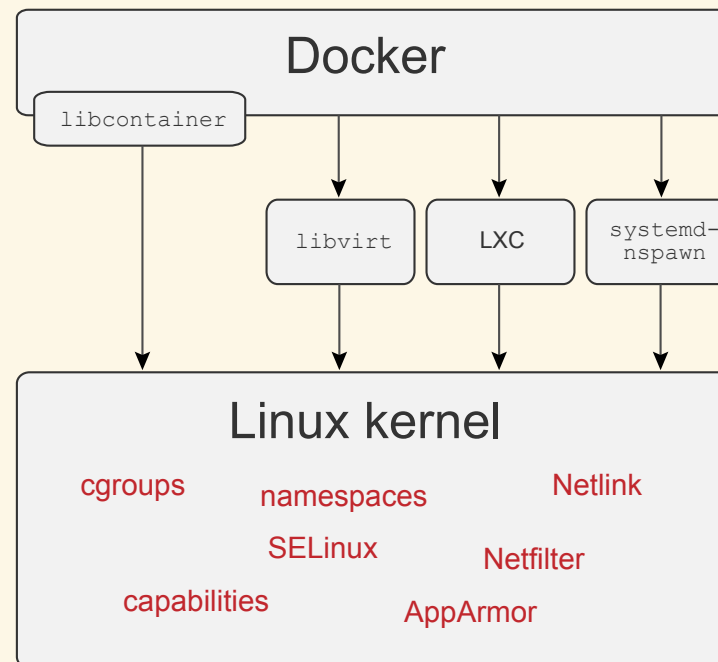 Docker
libcontainer
libvirt
LXC
systemd-
nspawn
Linux kernel
cgroups
namespaces
Netlink
SELinux
Netfilter
capabilities
AppArmor